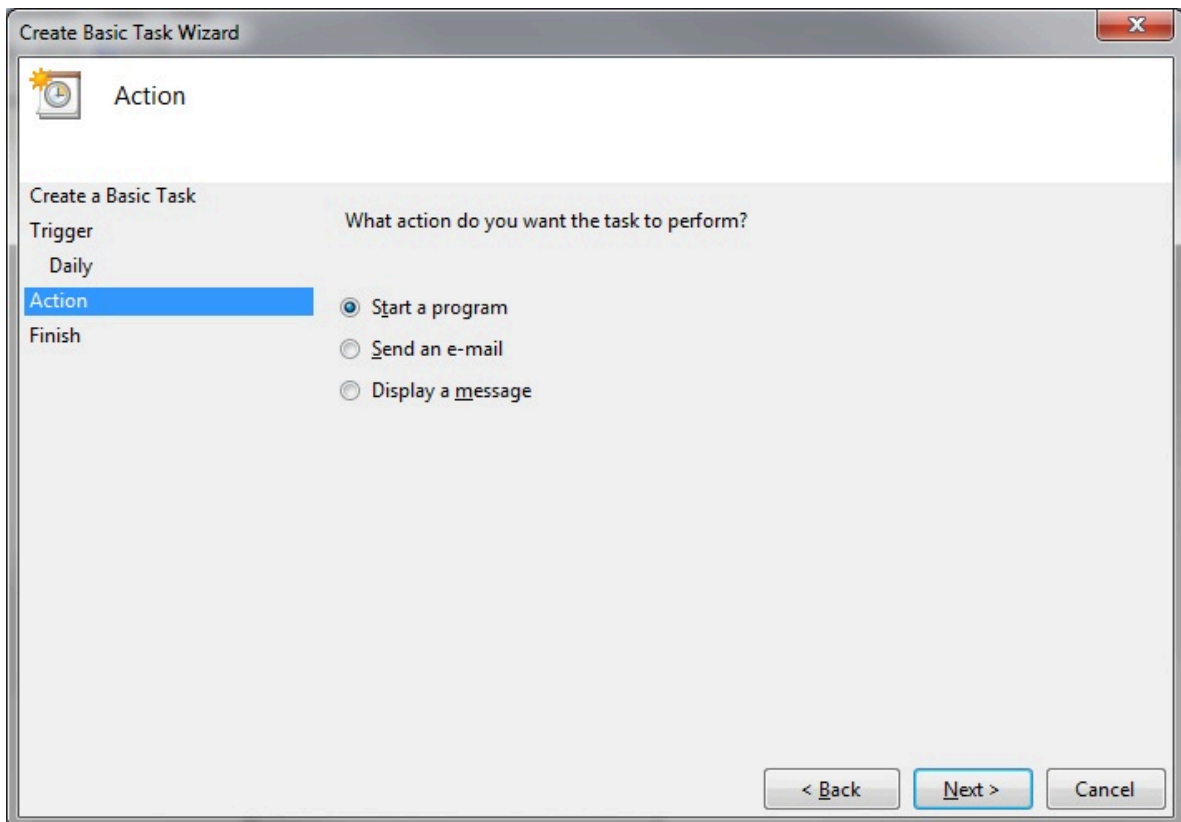 Create Basic Task Wizard
Action
Create a Basic Task
Trigger
Daily
Action
Finish
What action do you want the task to perform?
Start a program
Send an e-mail
Display a message
< Back
Next >
Cancel